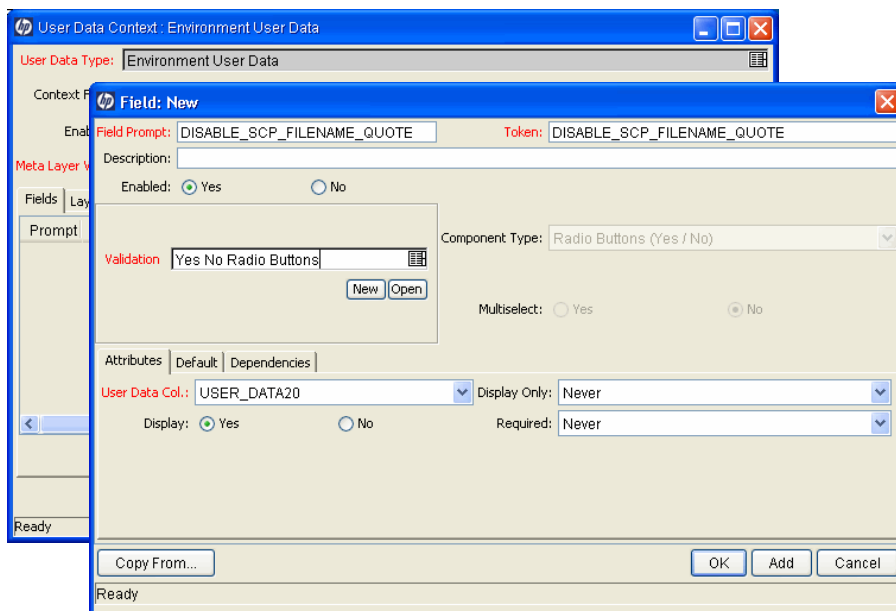 hp User Data Context : Environment User Data
User Data Type: Environment User Data
Context F
hp Field: New
Enab
Field Prompt: DISABLE_SCP_FILENAME_QUOTE Token: DISABLE_SCP_FILENAME_QUOTE
Meta Layer V
Description:
Enabled: Yes No
Fields Lay
Prompt
Validation Yes No Radio Buttons
Component Type: Radio Buttons (Yes / No)
New Open
Multiselect: Yes No
Attributes Default Dependencies
User Data Col.: USER_DATA20 Display Only: Never
Display: Yes No Required: Never
Ready
Copy From... OK Add Cancel
Ready